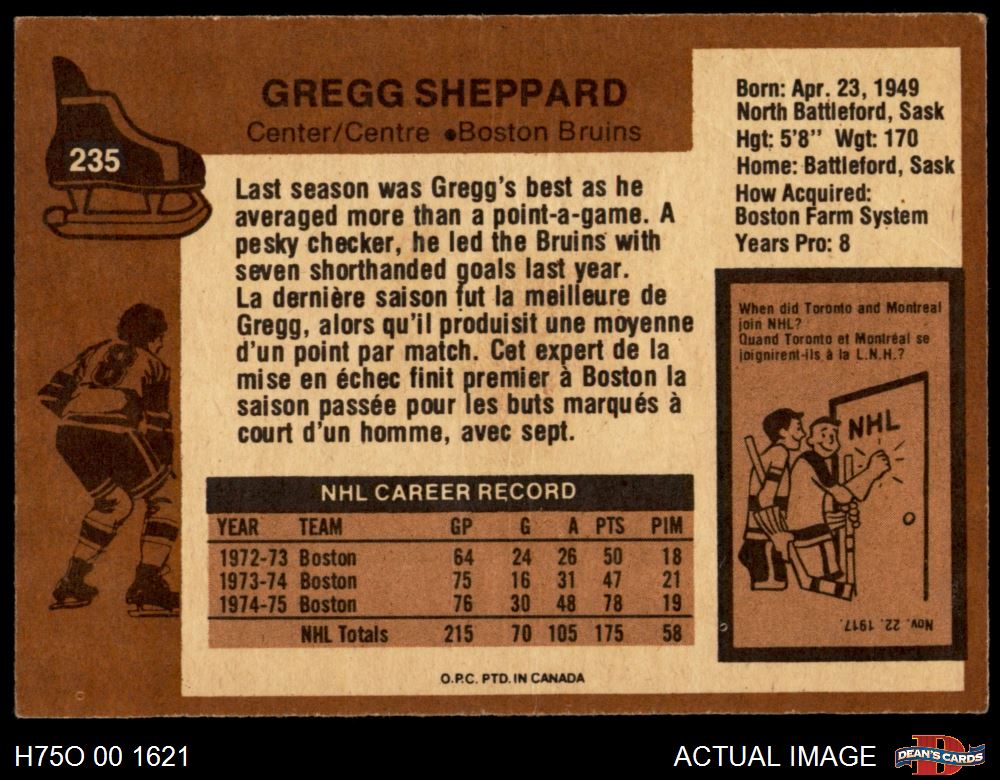 235
GREGG SHEPPARD
Center/Centre •Boston Bruins
Born: Apr. 23, 1949
North Battleford, Sask
Hgt: 5'8" Wgt: 170
Home: Battleford, Sask
How Acquired:
Boston Farm System
Years Pro: 8
Last season was Gregg's best as he
averaged more than a point-a-game. A
pesky checker, he led the Bruins with
seven shorthanded goals last year.
La dernière saison fut la meilleure de
Gregg, alors qu'il produisit une moyenne
d'un point par match. Cet expert de la
mise en échec finit premier à Boston la
saison passée pour les buts marqués à
court d'un homme, avec sept.
8
When did Toronto and Montreal
join NHL?
Quand Toronto et Montréal se
joignirent-ils à la L.N.H.?
NHL
Nov. 22, 1917.
NHL CAREER RECORD
YEAR TEAM GP G A PTS PIM
1972-73 Boston 64 24 26 50 18
1973-74 Boston 75 16 31 47 21
1974-75 Boston 76 30 48 78 19
NHL Totals 215 70 105 175 58
O.P.C. PTD. IN CANADA
H75O 00 1621
ACTUAL IMAGE
D
DEAN'S CARDS